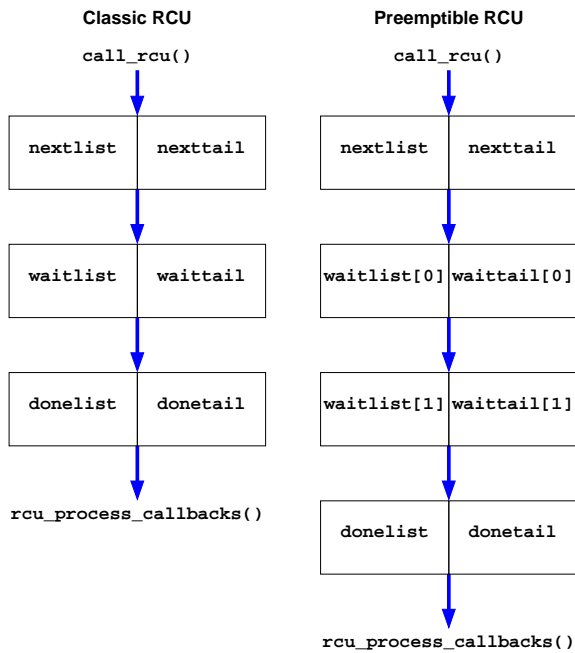 Classic RCU
call_rcu()
nextlist nexttail
waitlist waittail
donelist donetail
rcu_process_callbacks()
Preemptible RCU
call_rcu()
nextlist nexttail
waitlist[0] waittail[0]
waitlist[1] waittail[1]
donelist donetail
rcu_process_callbacks()